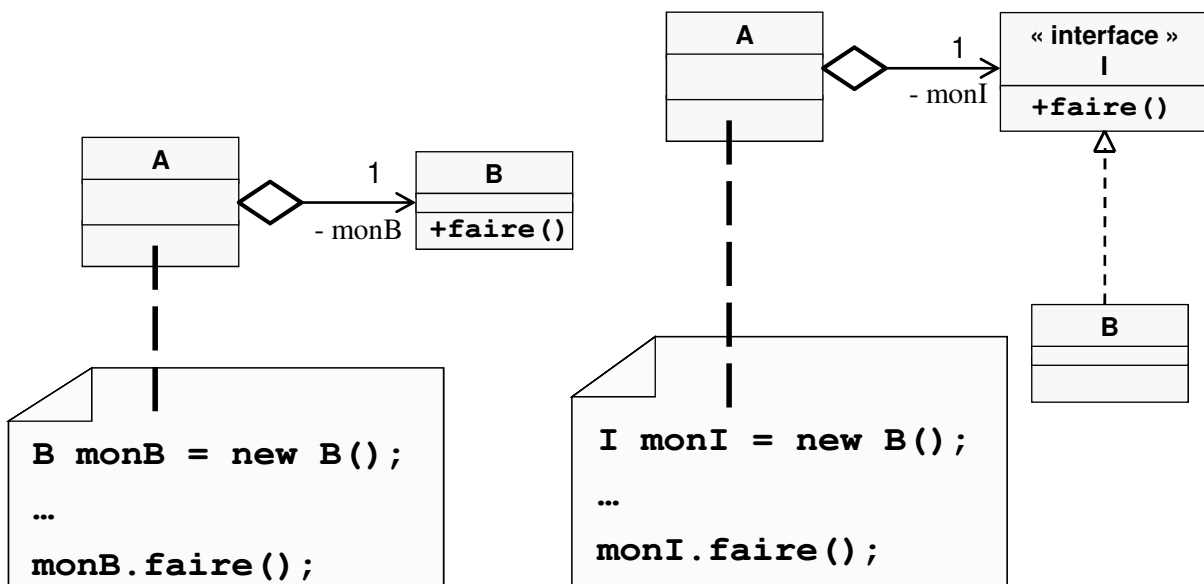 A
1
- monB
B
+faire()
B monB = new B();
…
monB.faire();
A
1
- monI
« interface »
I
+faire()
B
I monI = new B();
…
monI.faire();